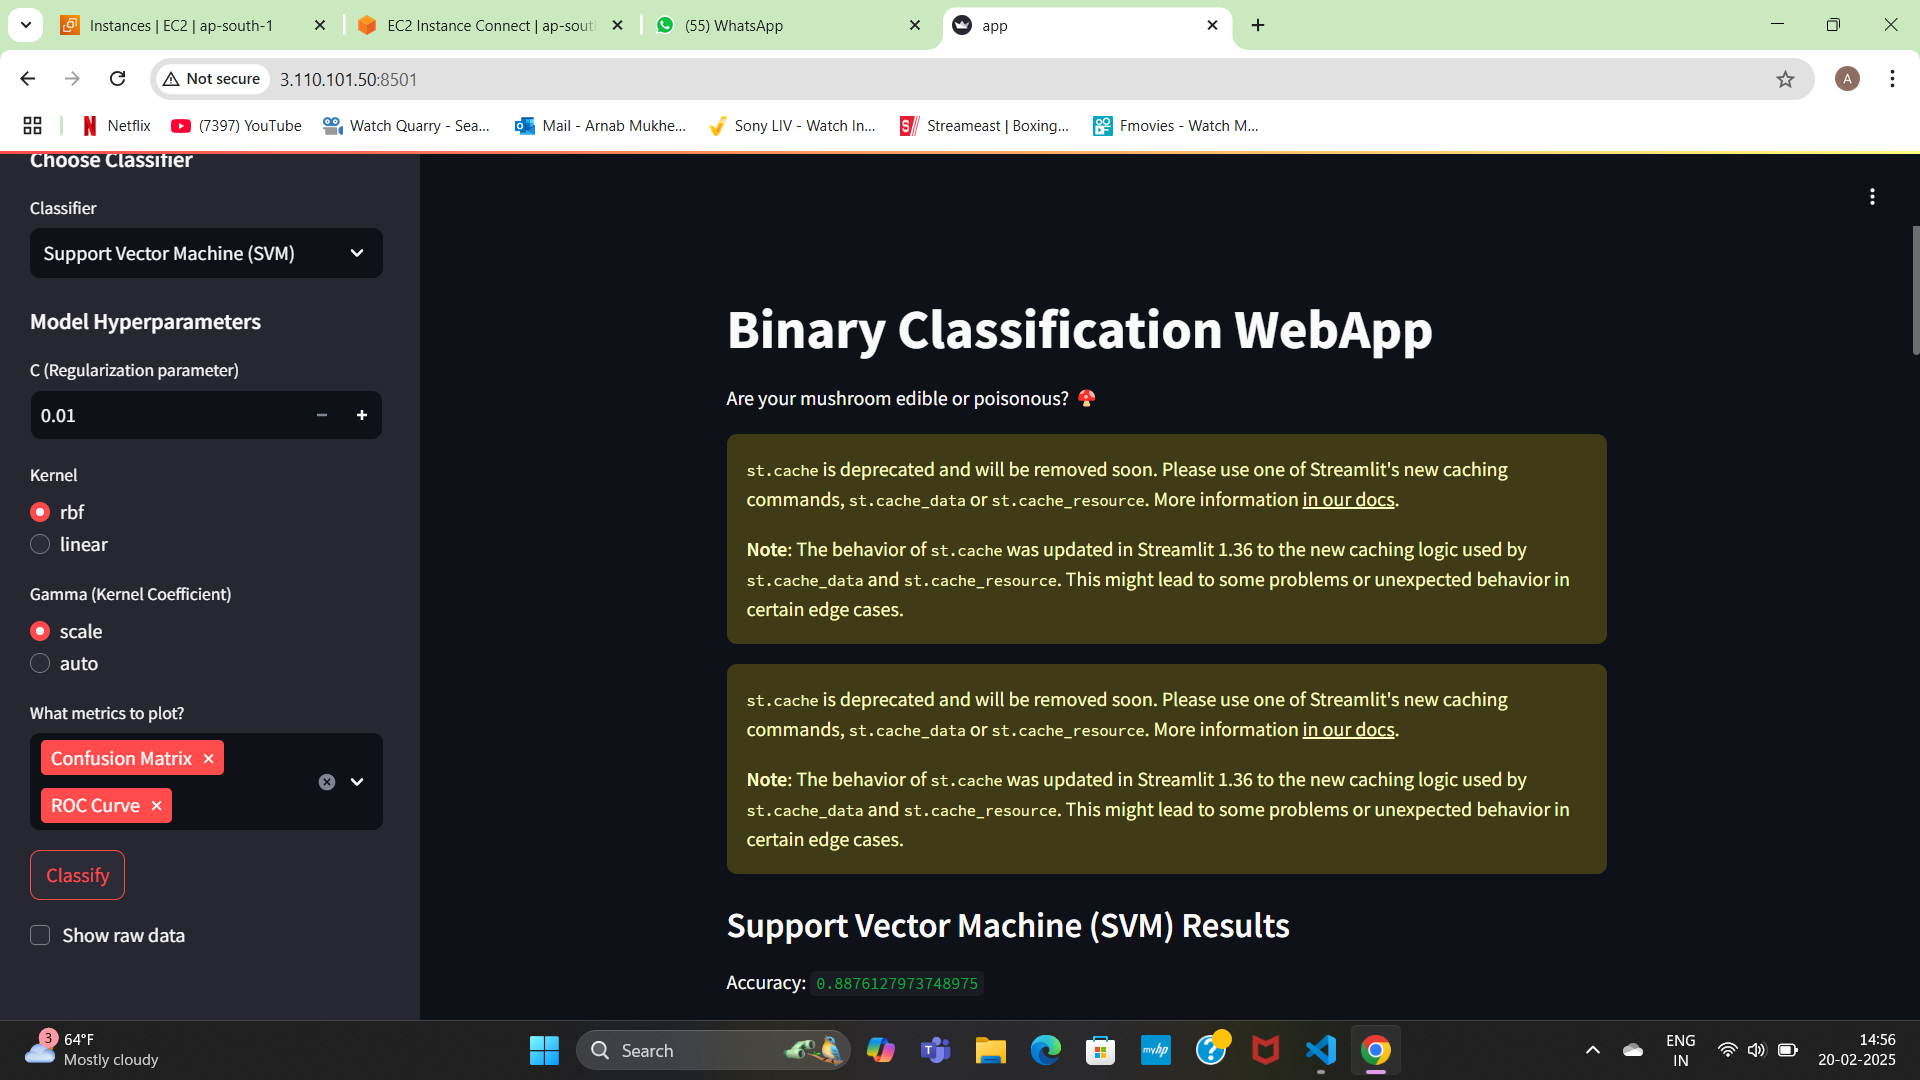 Instances | EC2 | ap-south-1
EC2 Instance Connect | ap-sout
(55) WhatsApp
app
Not secure
3.110.101.50:8501
A
Netflix
(7397) YouTube
Watch Quarry - Sea...
Mail - Arnab Mukhe...
Sony LIV - Watch In...
Streameast | Boxing...
Fmovies - Watch M...
Choose Classifier
Classifier
Support Vector Machine (SVM)
Model Hyperparameters
C (Regularization parameter)
0.01
Kernel
rbf
linear
Gamma (Kernel Coefficient)
scale
auto
What metrics to plot?
Confusion Matrix
ROC Curve
Classify
Show raw data
Binary Classification WebApp
Are your mushroom edible or poisonous? 🍄
st.cache is deprecated and will be removed soon. Please use one of Streamlit's new caching
commands, st.cache_data or st.cache_resource. More information in our docs.
Note: The behavior of st.cache was updated in Streamlit 1.36 to the new caching logic used by
st.cache_data and st.cache_resource. This might lead to some problems or unexpected behavior in
certain edge cases.
st.cache is deprecated and will be removed soon. Please use one of Streamlit's new caching
commands, st.cache_data or st.cache_resource. More information in our docs.
Note: The behavior of st.cache was updated in Streamlit 1.36 to the new caching logic used by
st.cache_data and st.cache_resource. This might lead to some problems or unexpected behavior in
certain edge cases.
Support Vector Machine (SVM) Results
Accuracy: 0.8876127973748975
3
64°F
Mostly cloudy
Search
myhp
ENG
IN
14:56
20-02-2025